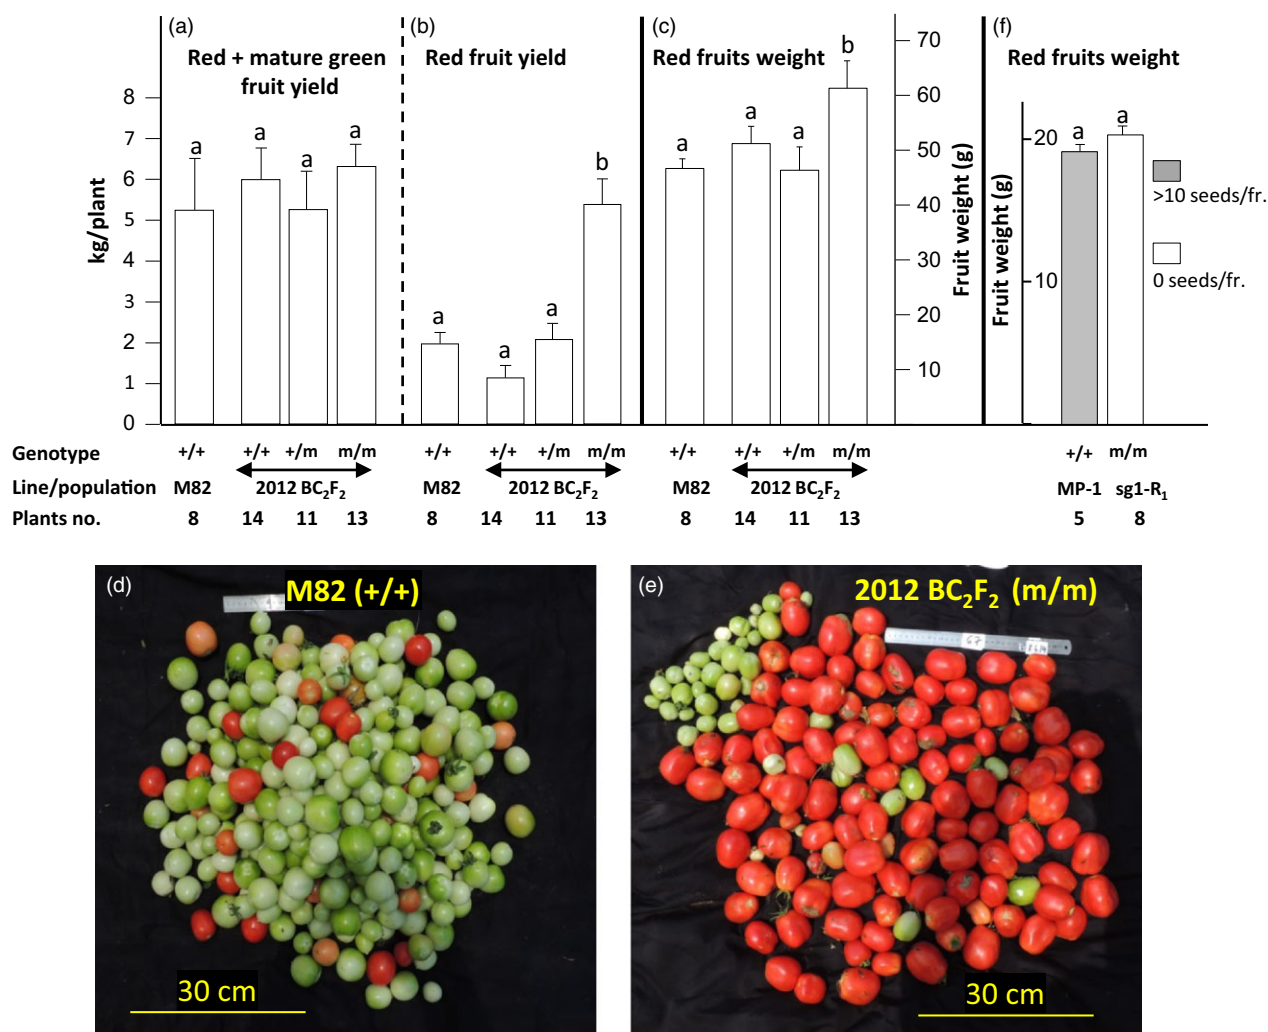 (a)
Red + mature green
fruit yield
(b)
Red fruit yield
(c)
Red fruits weight
(f)
Red fruits weight
kg/plant
8
7
6
5
4
3
2
1
0
a
a
a
a
a
a
a
b
a
a
a
b
70
60
50
40
30
20
10
Fruit weight (g)
Fruit weight (g)
20
10
a
a
>10 seeds/fr.
0 seeds/fr.
Genotype +/+ +/+ +/m m/m +/+ +/+ +/m m/m +/+ +/+ +/m m/m +/+ m/m
Line/population M82 2012 BC₂F₂ M82 2012 BC₂F₂ M82 2012 BC₂F₂ MP-1 sg1-R₁
Plants no. 8 14 11 13 8 14 11 13 8 14 11 13 5 8
(d)
M82 (+/+)
30 cm
(e)
2012 BC₂F₂ (m/m)
67
30 cm